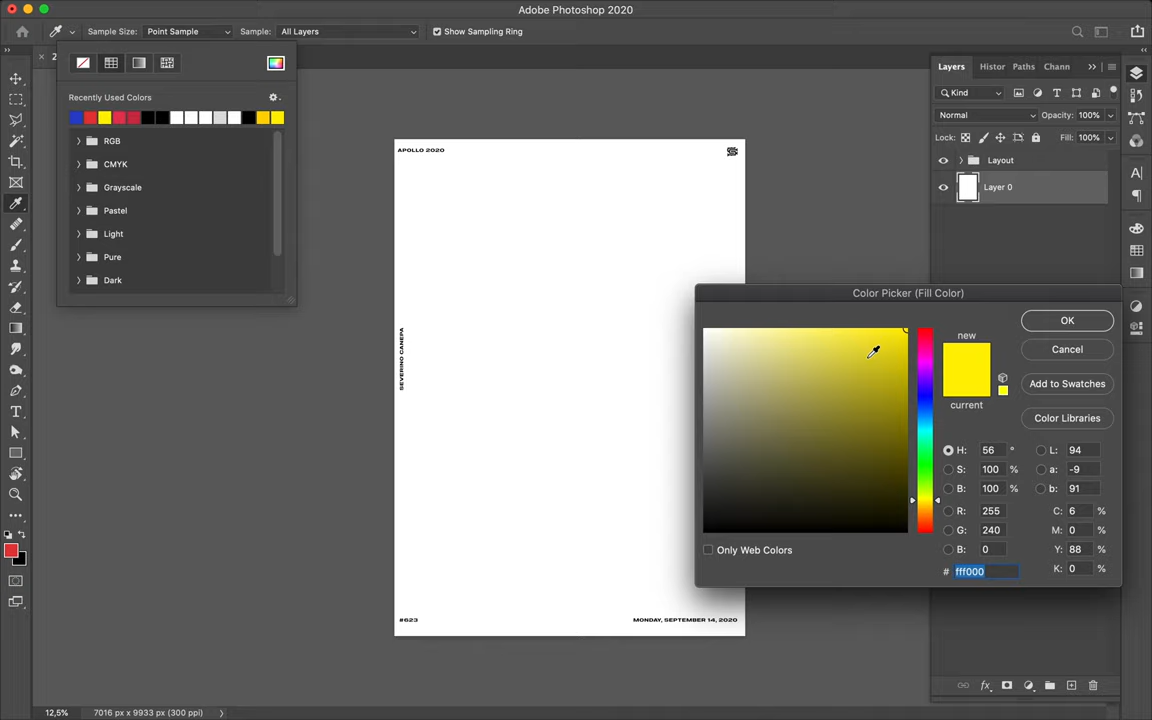 Adobe Photoshop 2020
Sample Size: Point Sample Sample: All Layers Show Sampling Ring
Recently Used Colors
RGB
CMYK
Grayscale
Pastel
Light
Pure
Dark
APOLLO 2020
SEVERINO CANEPA
#623
MONDAY, SEPTEMBER 14, 2020
Layers Histor Paths Chann
Kind
Normal Opacity: 100%
Lock: Fill: 100%
Layout
Layer 0
Color Picker (Fill Color)
new
current
OK
Cancel
Add to Swatches
Color Libraries
H: 56 ° L: 94
S: 100 % a: -9
B: 100 % b: 91
R: 255 C: 6 %
G: 240 M: 0 %
B: 0 Y: 88 %
# fff000 K: 0 %
Only Web Colors
12,5% 7016 px x 9933 px (300 ppi)